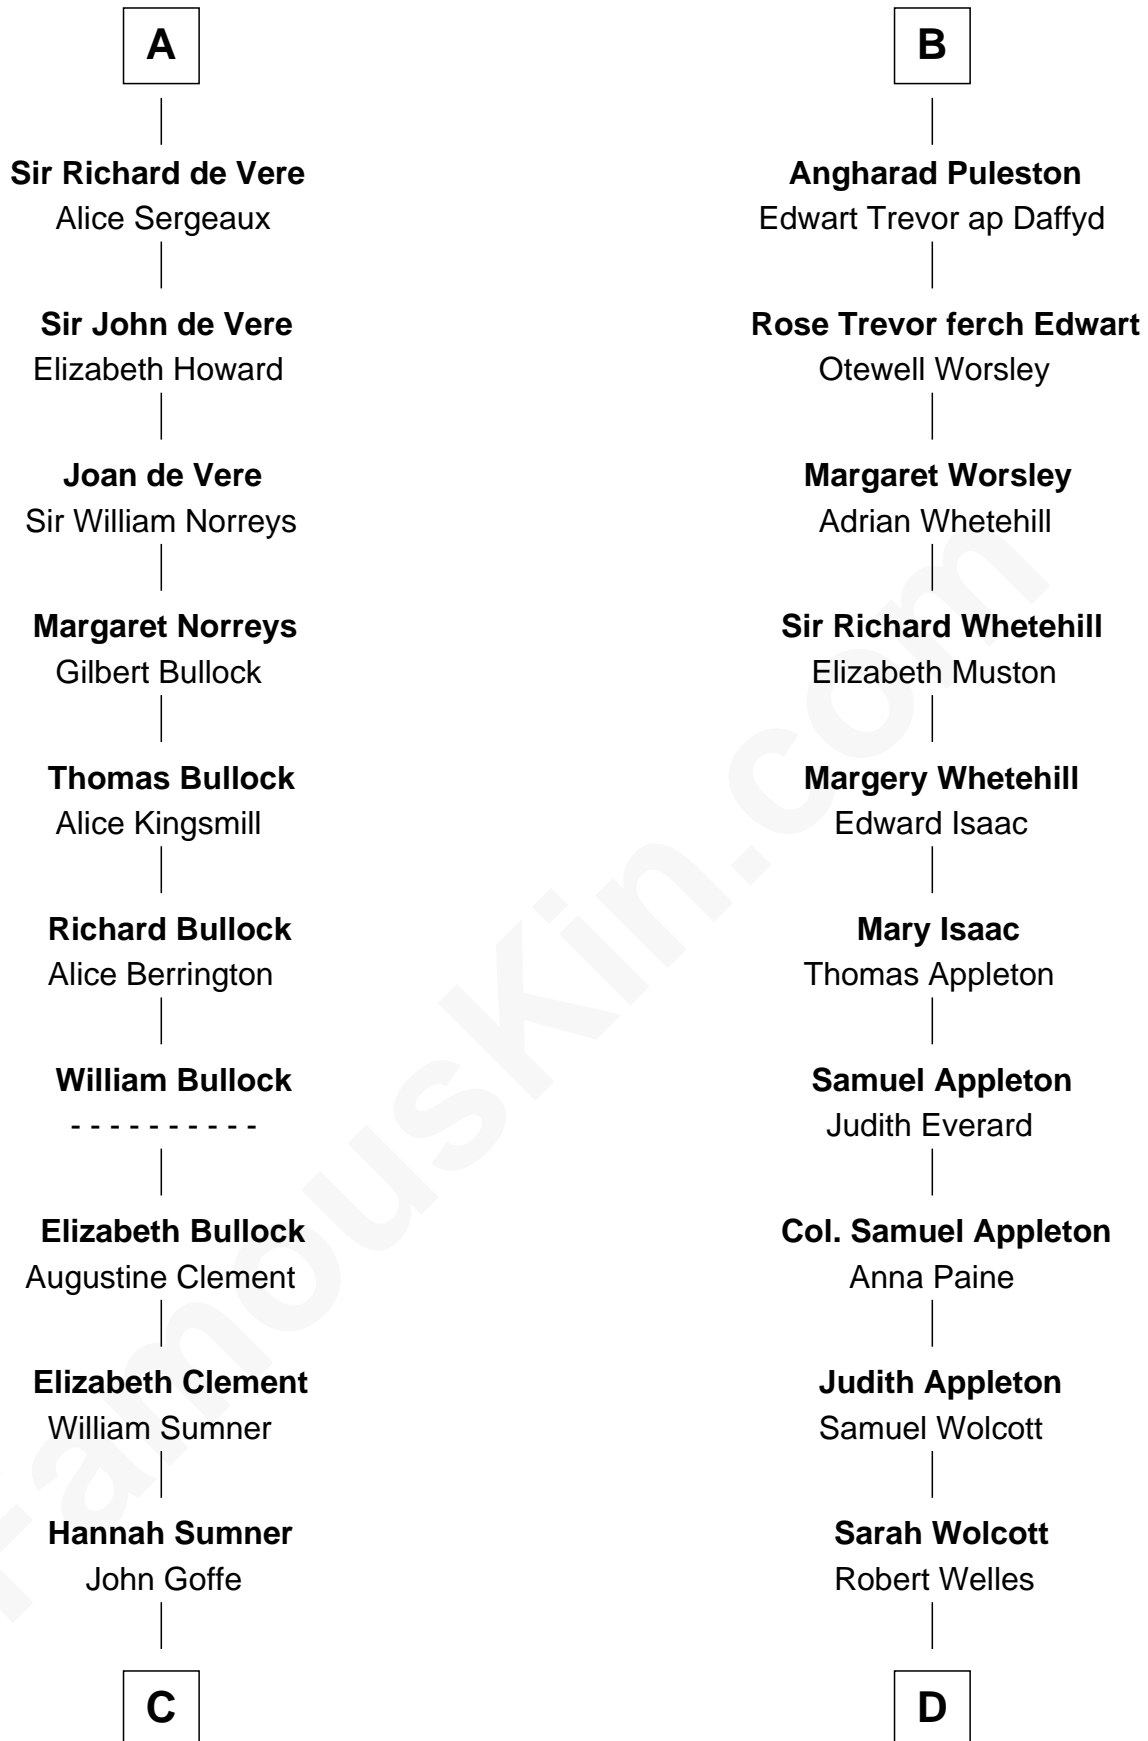 A
Sir Richard de Vere
Alice Sergeaux
Sir John de Vere
Elizabeth Howard
Joan de Vere
Sir William Norreys
Margaret Norreys
Gilbert Bullock
Thomas Bullock
Alice Kingsmill
Richard Bullock
Alice Berrington
William Bullock
- - - - - - - - - -
Elizabeth Bullock
Augustine Clement
Elizabeth Clement
William Sumner
Hannah Sumner
John Goffe
C
B
Angharad Puleston
Edwart Trevor ap Daffyd
Rose Trevor ferch Edwart
Otewell Worsley
Margaret Worsley
Adrian Whetehill
Sir Richard Whetehill
Elizabeth Muston
Margery Whetehill
Edward Isaac
Mary Isaac
Thomas Appleton
Samuel Appleton
Judith Everard
Col. Samuel Appleton
Anna Paine
Judith Appleton
Samuel Wolcott
Sarah Wolcott
Robert Welles
D
FamousKin.com